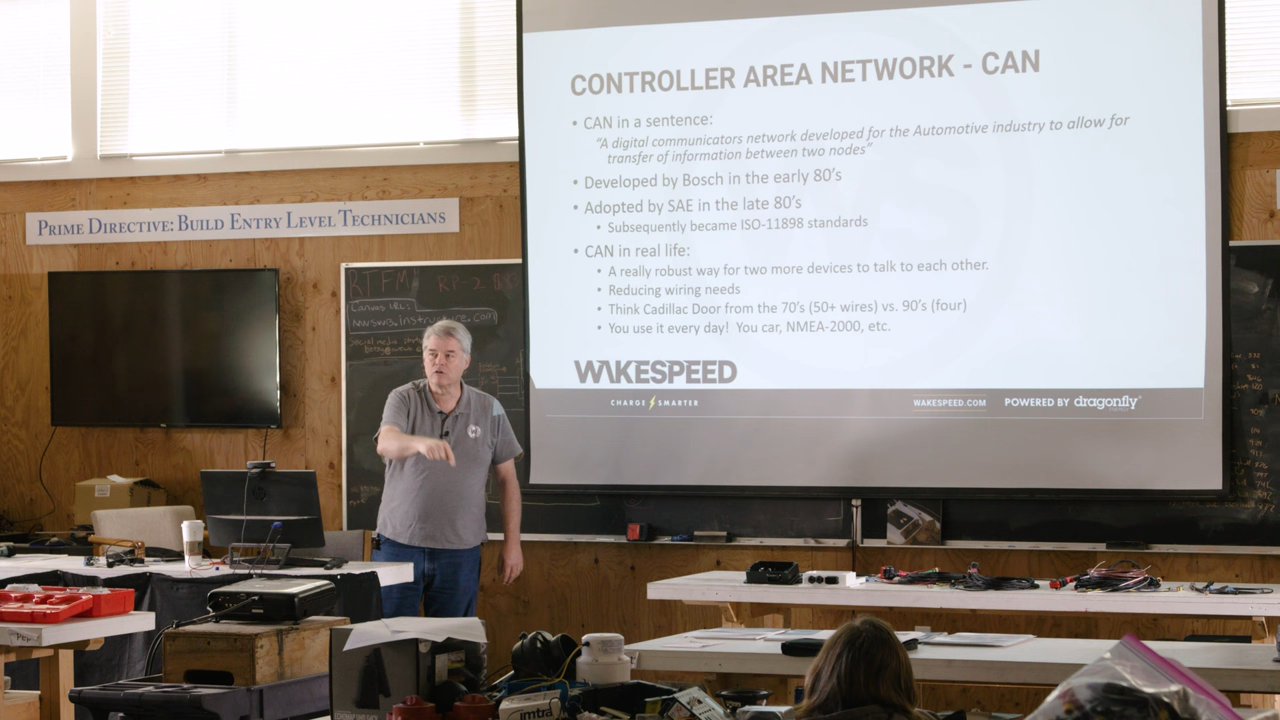 CONTROLLER AREA NETWORK - CAN
• CAN in a sentence:
"A digital communicators network developed for the Automotive industry to allow for
transfer of information between two nodes"
• Developed by Bosch in the early 80's
• Adopted by SAE in the late 80's
• Subsequently became ISO-11898 standards
• CAN in real life:
• A really robust way for two more devices to talk to each other.
• Reducing wiring needs
• Think Cadillac Door from the 70's (50+ wires) vs. 90's (four)
• You use it every day! You car, NMEA-2000, etc.
WAKESPEED
CHARGE SMARTER
WAKESPEED.COM
POWERED BY dragonfly
PRIME DIRECTIVE: BUILD ENTRY LEVEL TECHNICIANS
RTFM
Canvas URL:
nwswb.instructure.com
imtra